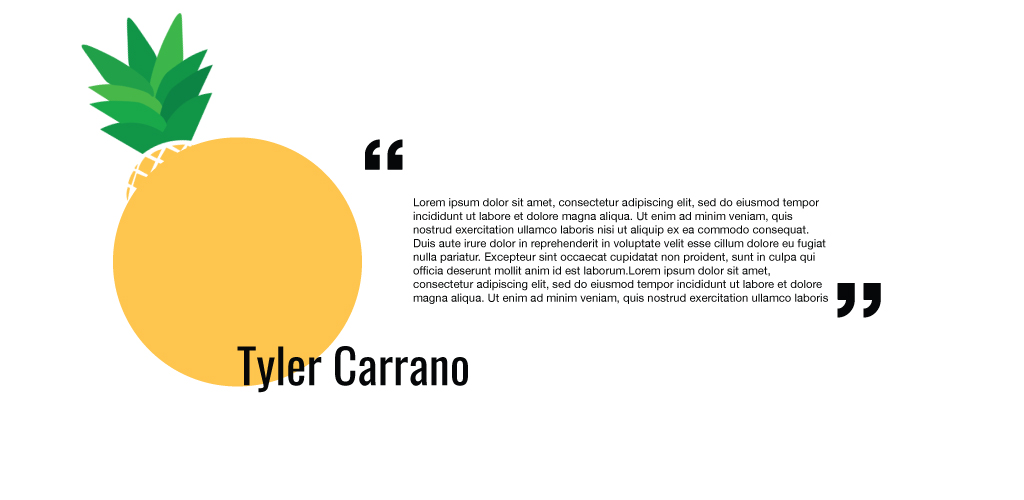 “
Lorem ipsum dolor sit amet, consectetur adipiscing elit, sed do eiusmod tempor
incididunt ut labore et dolore magna aliqua. Ut enim ad minim veniam, quis
nostrud exercitation ullamco laboris nisi ut aliquip ex ea commodo consequat.
Duis aute irure dolor in reprehenderit in voluptate velit esse cillum dolore eu fugiat
nulla pariatur. Excepteur sint occaecat cupidatat non proident, sunt in culpa qui
officia deserunt mollit anim id est laborum.Lorem ipsum dolor sit amet,
consectetur adipiscing elit, sed do eiusmod tempor incididunt ut labore et dolore
magna aliqua. Ut enim ad minim veniam, quis nostrud exercitation ullamco laboris ”
Tyler Carrano